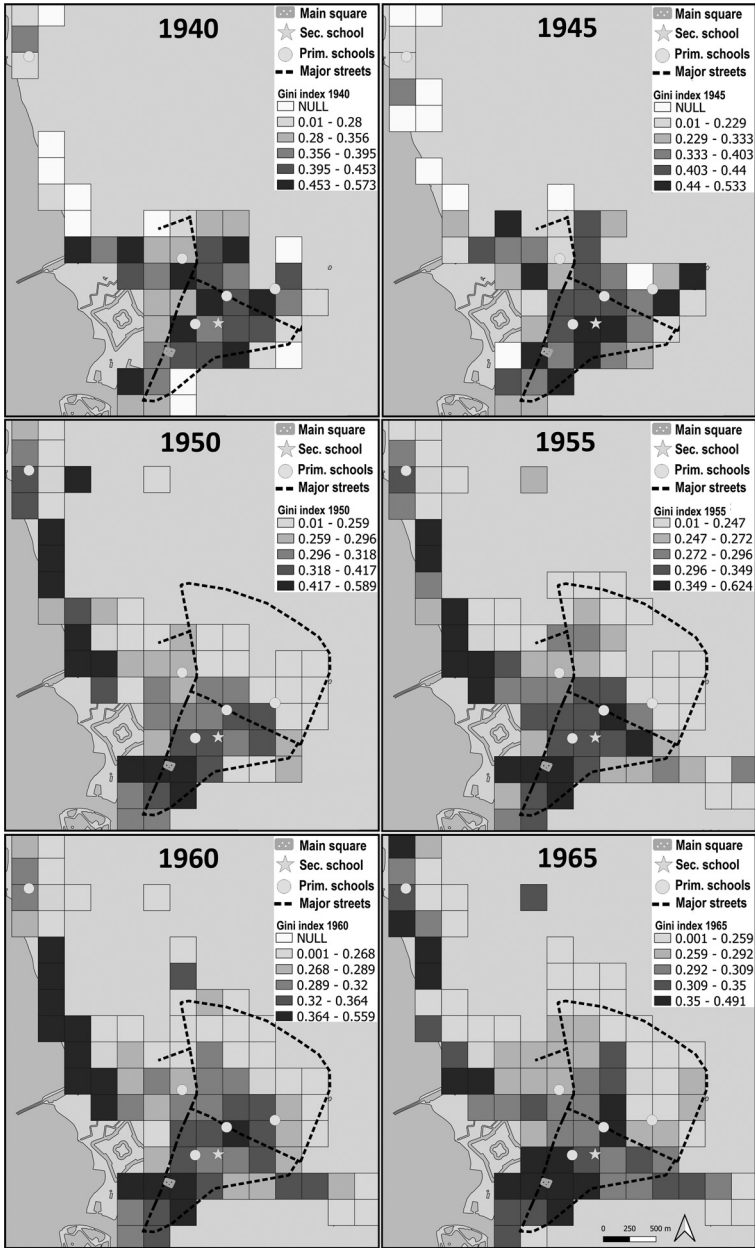 1940
Main square
Sec. school
Prim. schools
Major streets
Gini index 1940
NULL
0.01 - 0.28
0.28 - 0.356
0.356 - 0.395
0.395 - 0.453
0.453 - 0.573
1945
Main square
Sec. school
Prim. schools
Major streets
Gini index 1945
NULL
0.01 - 0.229
0.229 - 0.333
0.333 - 0.403
0.403 - 0.44
0.44 - 0.533
1950
Main square
Sec. school
Prim. schools
Major streets
Gini index 1950
0.01 - 0.259
0.259 - 0.296
0.296 - 0.318
0.318 - 0.417
0.417 - 0.589
1955
Main square
Sec. school
Prim. schools
Major streets
Gini index 1955
0.01 - 0.247
0.247 - 0.272
0.272 - 0.296
0.296 - 0.349
0.349 - 0.624
1960
Main square
Sec. school
Prim. schools
Major streets
Gini index 1960
NULL
0.001 - 0.268
0.268 - 0.289
0.289 - 0.32
0.32 - 0.364
0.364 - 0.559
1965
Main square
Sec. school
Prim. schools
Major streets
Gini index 1965
0.001 - 0.259
0.259 - 0.292
0.292 - 0.309
0.309 - 0.35
0.35 - 0.491
0 250 500 m